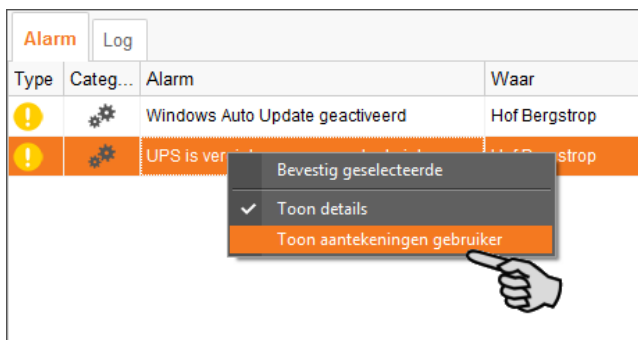 Alarm Log
Type Categ... Alarm Waar
Windows Auto Update geactiveerd Hof Bergstrop
UPS is strop
Bevestig geselecteerde
Toon details
Toon aantekeningen gebruiker